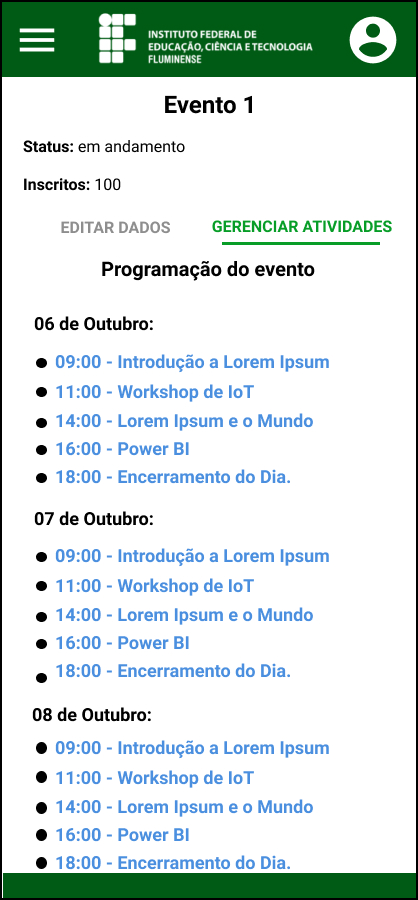 INSTITUTO FEDERAL DE
EDUCAÇÃO, CIÊNCIA E TECNOLOGIA
FLUMINENSE
Evento 1
Status: em andamento
Inscritos: 100
EDITAR DADOS
GERENCIAR ATIVIDADES
Programação do evento
06 de Outubro:
09:00 - Introdução a Lorem Ipsum
11:00 - Workshop de IoT
14:00 - Lorem Ipsum e o Mundo
16:00 - Power BI
18:00 - Encerramento do Dia.
07 de Outubro:
09:00 - Introdução a Lorem Ipsum
11:00 - Workshop de IoT
14:00 - Lorem Ipsum e o Mundo
16:00 - Power BI
18:00 - Encerramento do Dia.
08 de Outubro:
09:00 - Introdução a Lorem Ipsum
11:00 - Workshop de IoT
14:00 - Lorem Ipsum e o Mundo
16:00 - Power BI
18:00 - Encerramento do Dia.